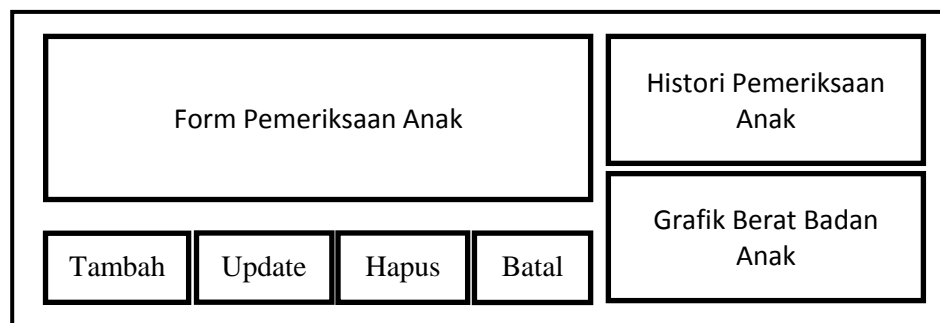 Form Pemeriksaan Anak
Histori Pemeriksaan
Anak
Grafik Berat Badan
Anak
Tambah
Update
Hapus
Batal